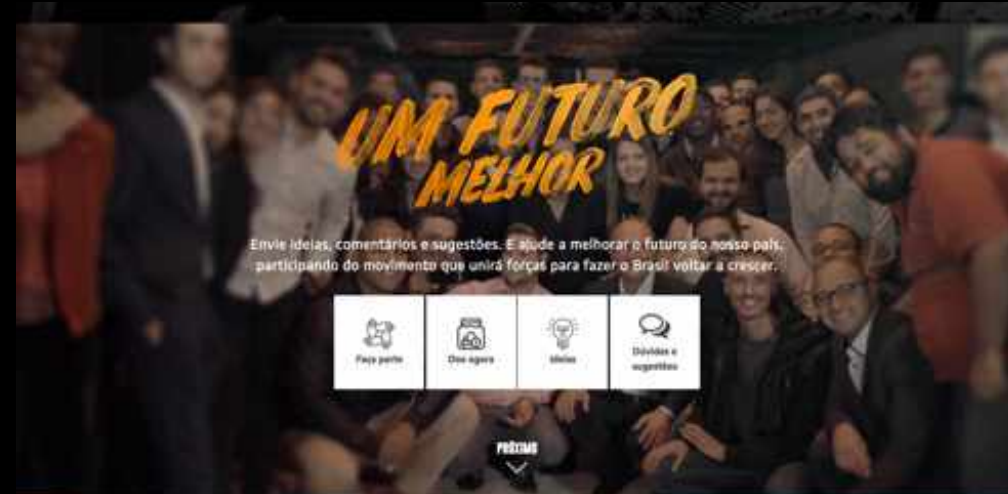 UM FUTURO
MELHOR
Envie ideias, comentários e sugestões. E ajude a melhorar o futuro do nosso país,
participando do movimento que unirá forças para fazer o Brasil voltar a crescer.
Faça parte
Doe agora
Ideias
Dúvidas e
sugestões
PRÓXIMO